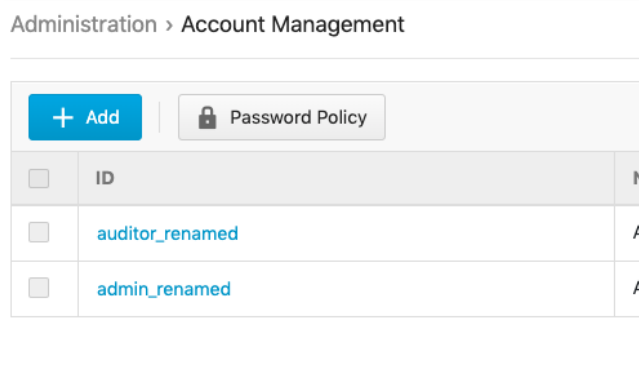 Administration › Account Management
Add Password Policy
ID
auditor_renamed
admin_renamed